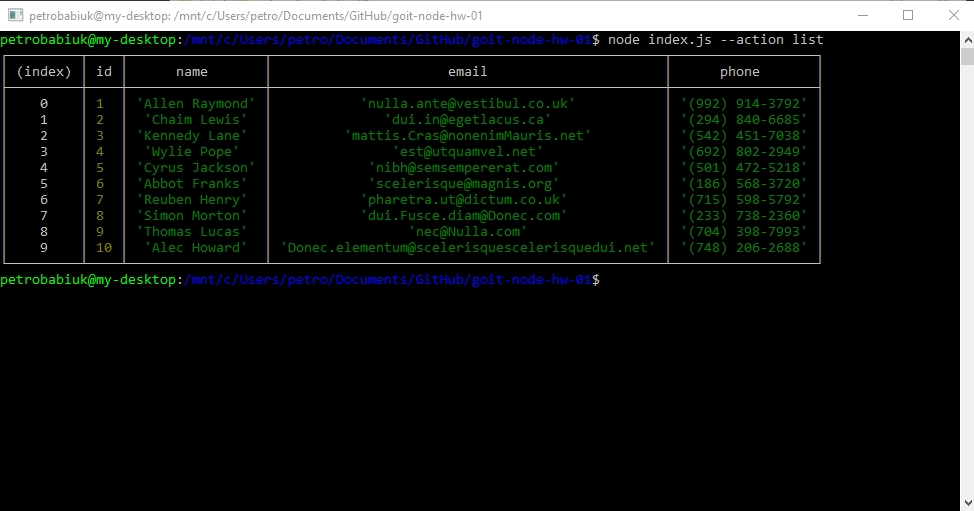 petrobabiuk@my-desktop: /mnt/c/Users/petro/Documents/GitHub/goit-node-hw-01
petrobabiuk@my-desktop:/mnt/c/Users/petro/Documents/GitHub/goit-node-hw-01$ node index.js --action list
(index) id name email phone
0 1 'Allen Raymond' 'nulla.ante@vestibul.co.uk' '(992) 914-3792'
1 2 'Chaim Lewis' 'dui.in@egetlacus.ca' '(294) 840-6685'
2 3 'Kennedy Lane' 'mattis.Cras@nonenimMauris.net' '(542) 451-7038'
3 4 'Wylie Pope' 'est@utquamvel.net' '(692) 802-2949'
4 5 'Cyrus Jackson' 'nibh@semsempererat.com' '(501) 472-5218'
5 6 'Abbot Franks' 'scelerisque@magnis.org' '(186) 568-3720'
6 7 'Reuben Henry' 'pharetra.ut@dictum.co.uk' '(715) 598-5792'
7 8 'Simon Morton' 'dui.Fusce.diam@Donec.com' '(233) 738-2360'
8 9 'Thomas Lucas' 'nec@Nulla.com' '(704) 398-7993'
9 10 'Alec Howard' 'Donec.elementum@scelerisquescelerisquedui.net' '(748) 206-2688'
petrobabiuk@my-desktop:/mnt/c/Users/petro/Documents/GitHub/goit-node-hw-01$